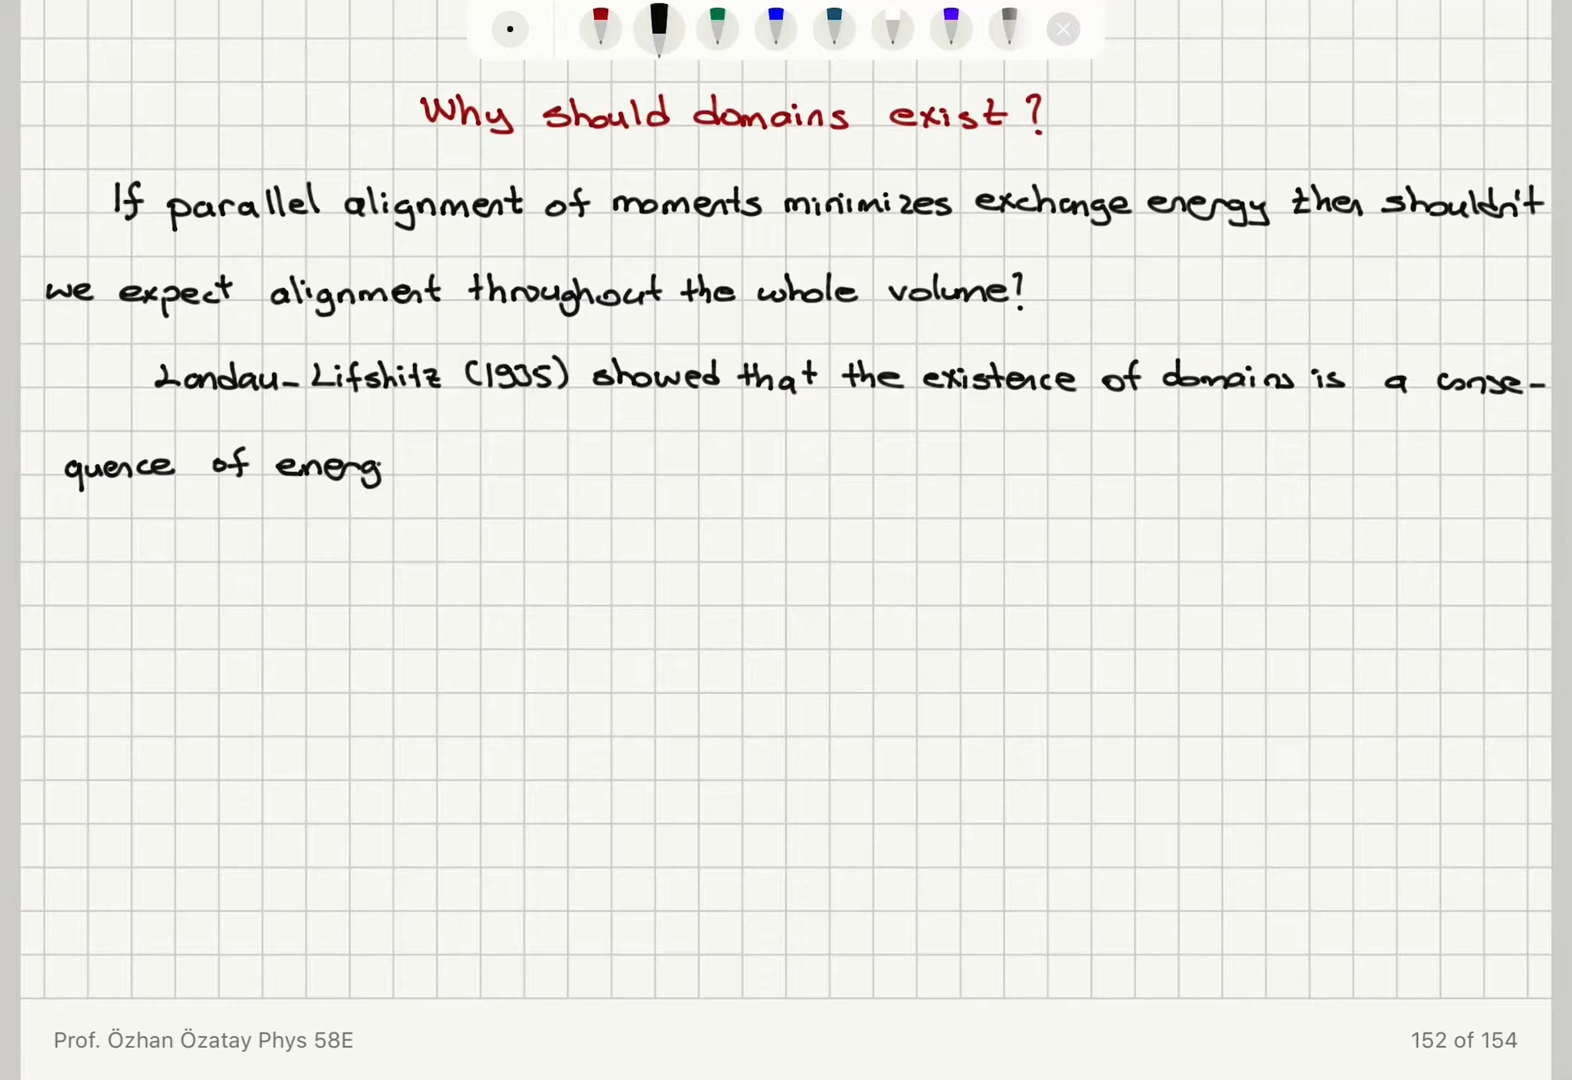 Why should domains exist?
If parallel alignment of moments minimizes exchange energy then shouldn't
we expect alignment throughout the whole volume?
Landau-Lifshitz (1935) showed that the existence of domains is a conse-
quence of energ
Prof. Özhan Özatay Phys 58E
152 of 154